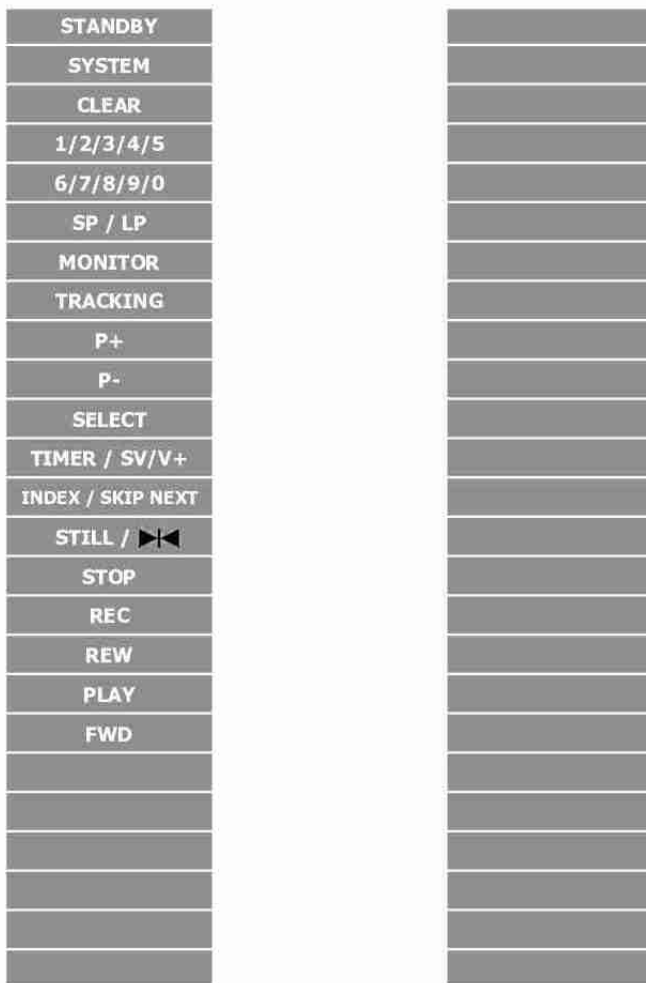 STANDBY
SYSTEM
CLEAR
1/2/3/4/5
6/7/8/9/0
SP / LP
MONITOR
TRACKING
P+
P-
SELECT
TIMER / SV/V+
INDEX / SKIP NEXT
STILL / ▶|◀
STOP
REC
REW
PLAY
FWD